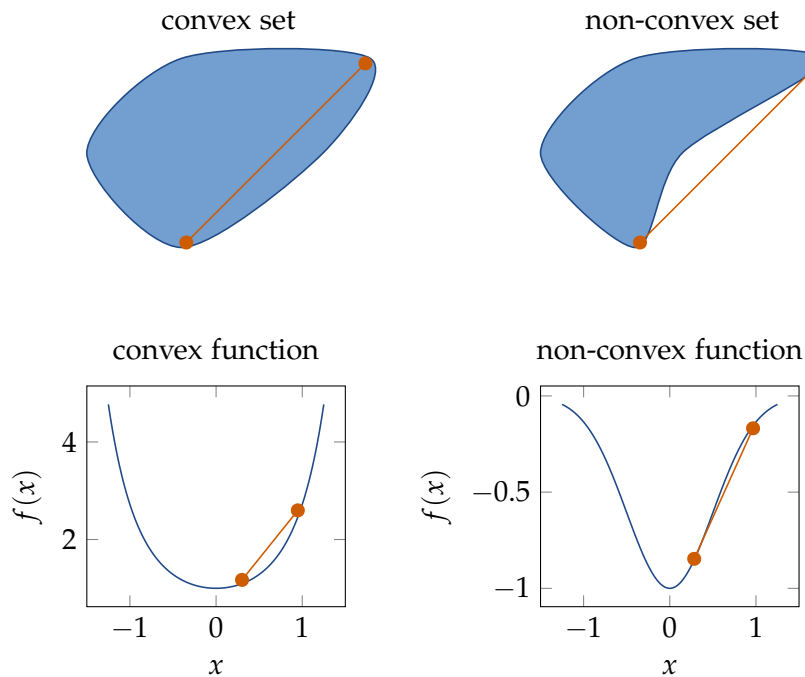 convex set
non-convex set
convex function
4
2
f(x)
−1
0
1
x
non-convex function
0
−0.5
−1
f(x)
−1
0
1
x